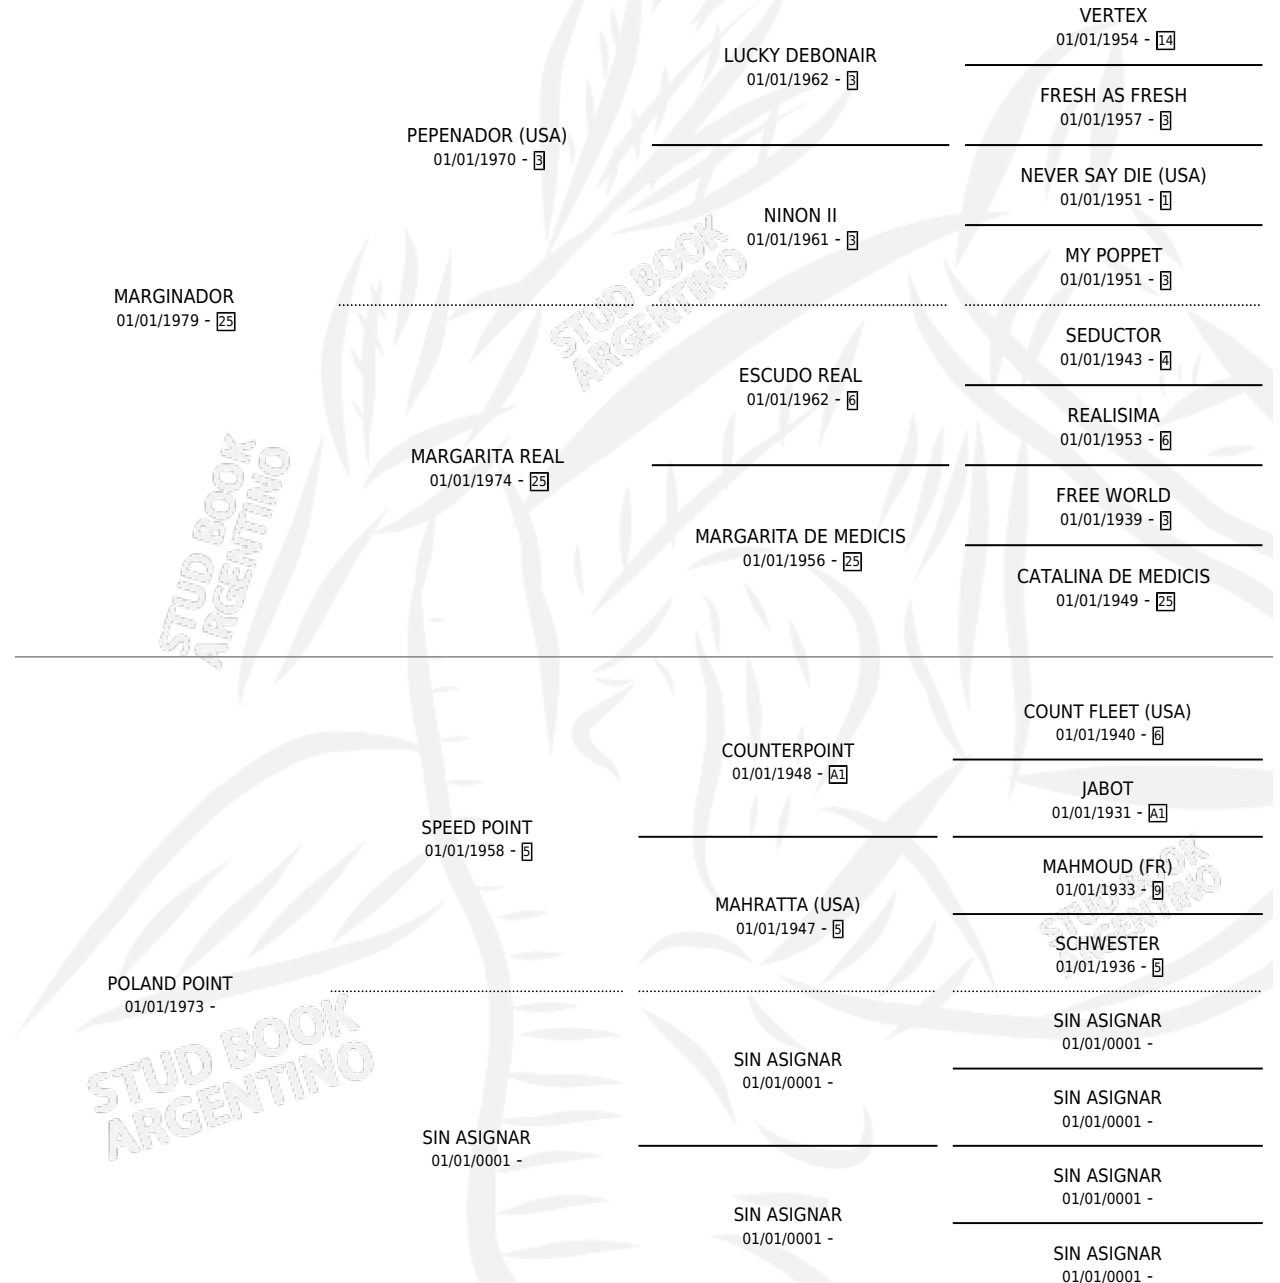 VERTEX
01/01/1954 - 14
LUCKY DEBONAIR
01/01/1962 - 3
FRESH AS FRESH
01/01/1957 - 3
PEPENADOR (USA)
01/01/1970 - 3
NEVER SAY DIE (USA)
01/01/1951 - 1
NINON II
01/01/1961 - 3
MY POPPET
01/01/1951 - 3
MARGINADOR
01/01/1979 - 25
SEDUCTOR
01/01/1943 - 4
ESCUDO REAL
01/01/1962 - 6
REALISIMA
01/01/1953 - 6
MARGARITA REAL
01/01/1974 - 25
FREE WORLD
01/01/1939 - 3
MARGARITA DE MEDICIS
01/01/1956 - 25
CATALINA DE MEDICIS
01/01/1949 - 25
COUNT FLEET (USA)
01/01/1940 - 6
COUNTERPOINT
01/01/1948 - A1
JABOT
01/01/1931 - A1
SPEED POINT
01/01/1958 - 5
MAHMOUD (FR)
01/01/1933 - 9
MAHRATTA (USA)
01/01/1947 - 5
SCHWESTER
01/01/1936 - 5
POLAND POINT
01/01/1973 -
SIN ASIGNAR
01/01/0001 -
SIN ASIGNAR
01/01/0001 -
SIN ASIGNAR
01/01/0001 -
SIN ASIGNAR
01/01/0001 -
SIN ASIGNAR
01/01/0001 -
SIN ASIGNAR
01/01/0001 -
SIN ASIGNAR
01/01/0001 -
STUD BOOK
ARGENTINO
STUD BOOK
ARGENTINO
STUD BOOK
ARGENTINO
STUD BOOK
ARGENTINO